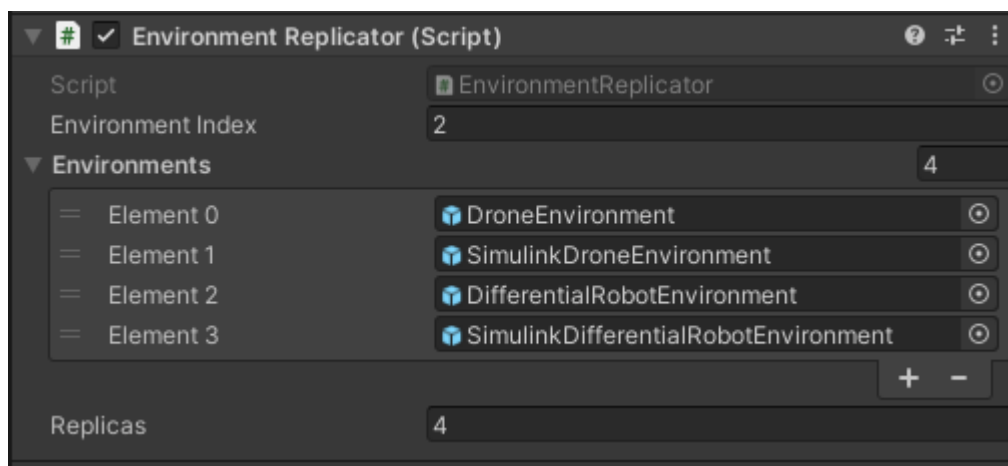 Environment Replicator (Script)
Script EnvironmentReplicator
Environment Index 2
Environments 4
Element 0 DroneEnvironment
Element 1 SimulinkDroneEnvironment
Element 2 DifferentialRobotEnvironment
Element 3 SimulinkDifferentialRobotEnvironment
+ −
Replicas 4